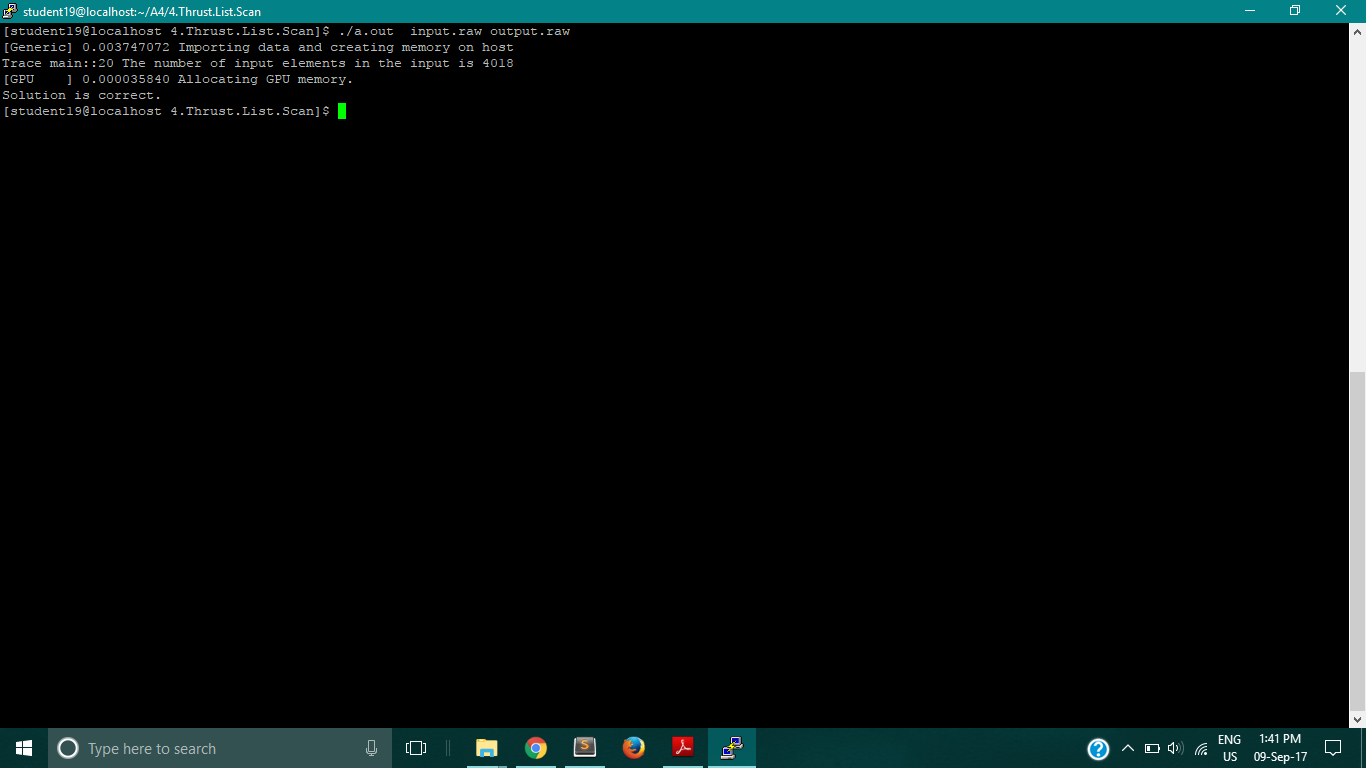 student19@localhost:~/A4/4.Thrust.List.Scan
[student19@localhost 4.Thrust.List.Scan]$ ./a.out  input.raw output.raw
[Generic] 0.003747072 Importing data and creating memory on host
Trace main::20 The number of input elements in the input is 4018
[GPU    ] 0.000035840 Allocating GPU memory.
Solution is correct.
[student19@localhost 4.Thrust.List.Scan]$
Type here to search
ENG
US
1:41 PM
09-Sep-17